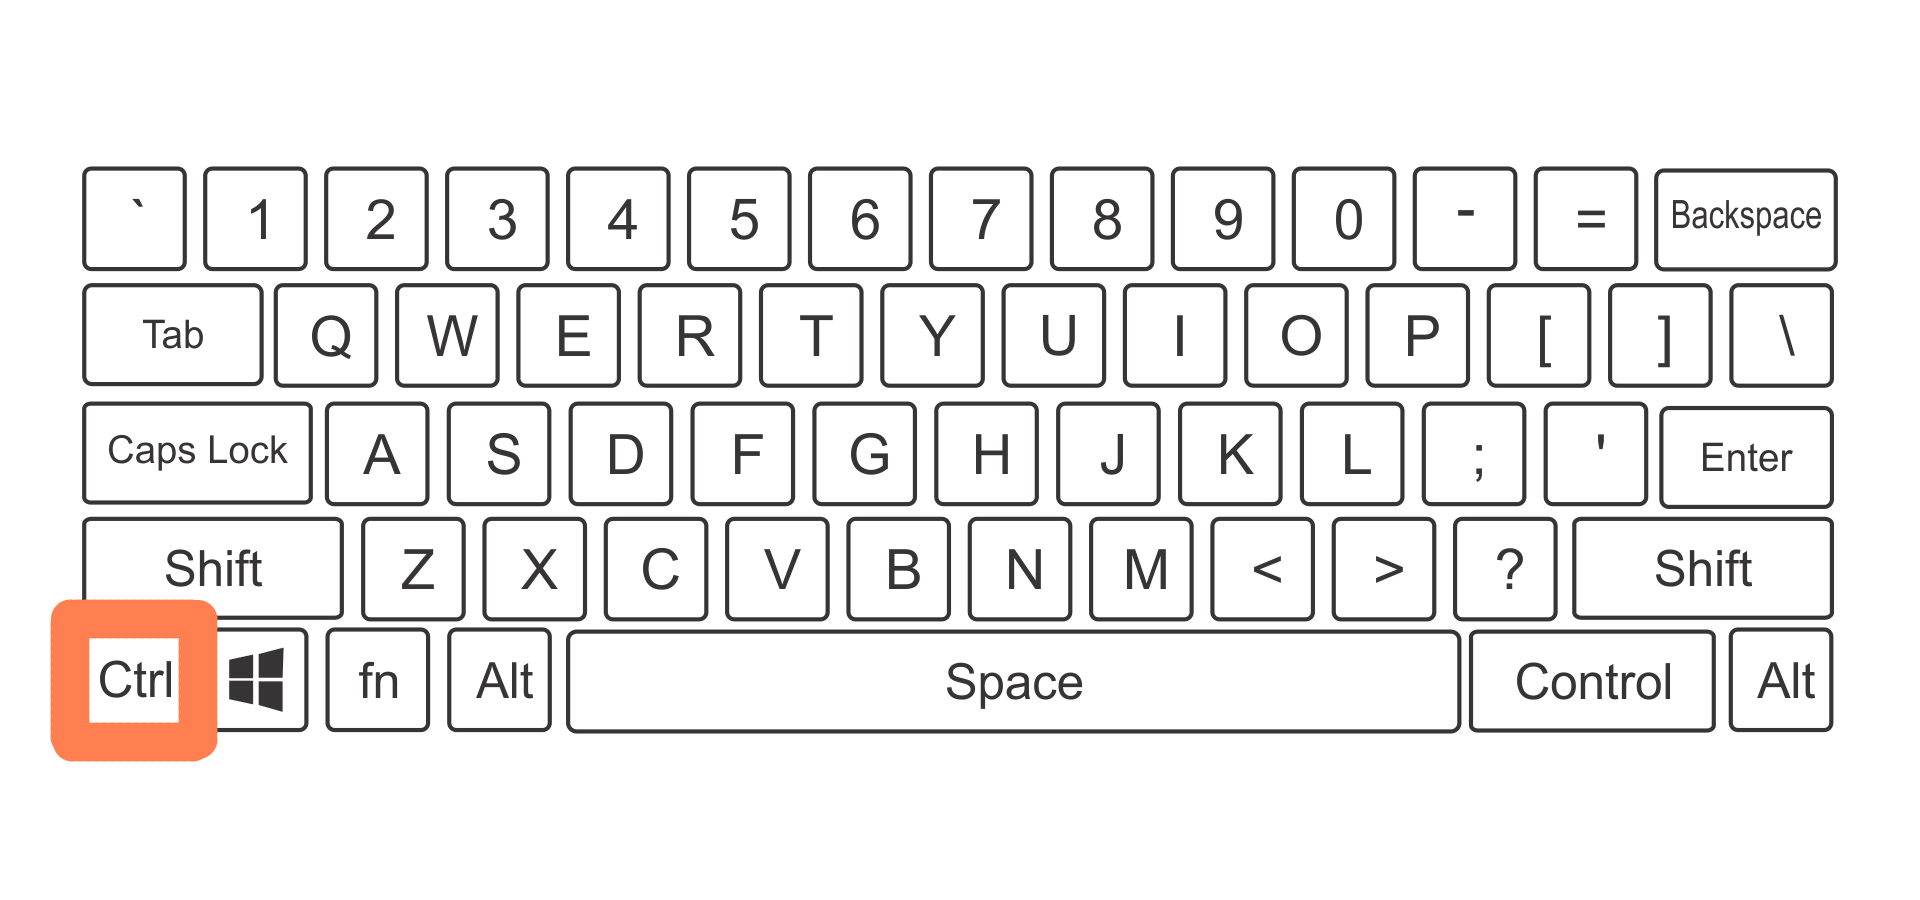 ` 1 2 3 4 5 6 7 8 9 0 - = Backspace
Tab Q W E R T Y U I O P [ ] \
Caps Lock A S D F G H J K L ; ' Enter
Shift Z X C V B N M < > ? Shift
Ctrl fn Alt Space Control Alt